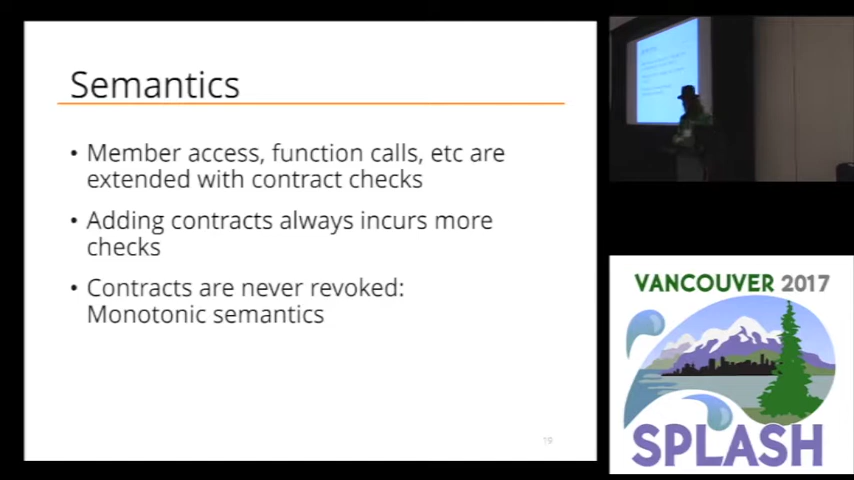 Semantics
• Member access, function calls, etc are
extended with contract checks
• Adding contracts always incurs more
checks
• Contracts are never revoked:
Monotonic semantics
19
VANCOUVER 2017
SPLASH